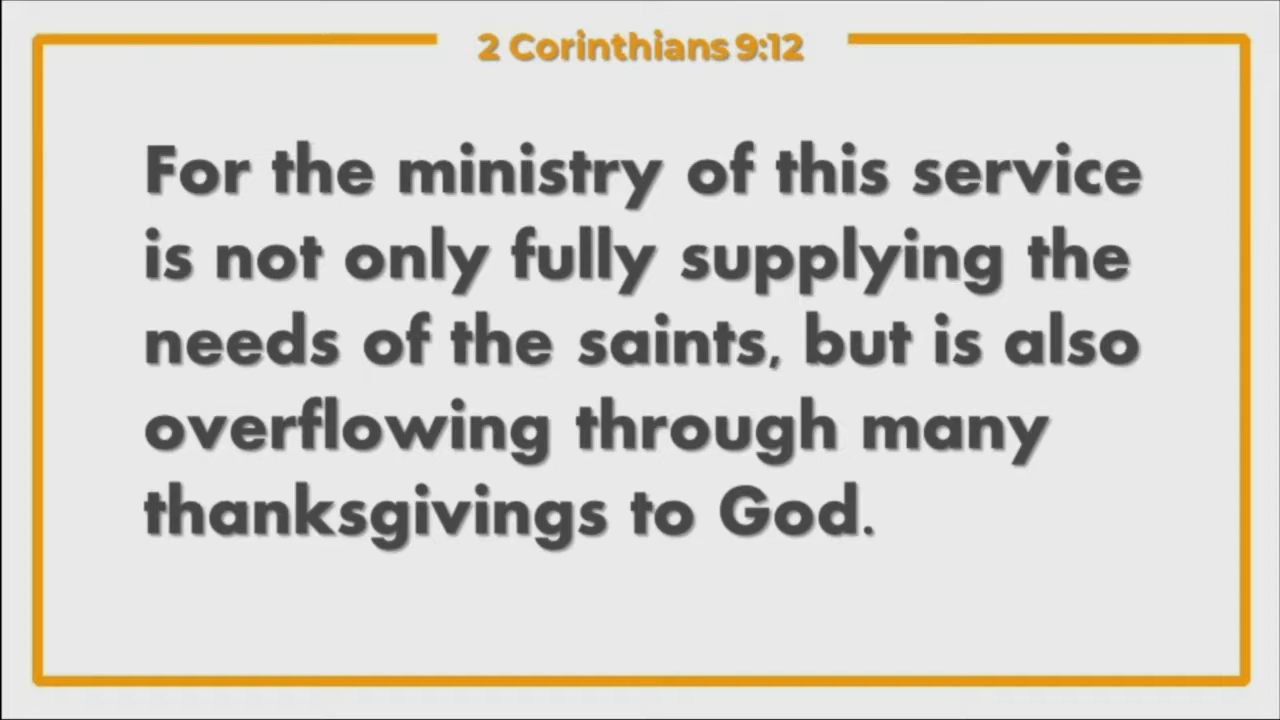 2 Corinthians 9:12
For the ministry of this service
is not only fully supplying the
needs of the saints, but is also
overflowing through many
thanksgivings to God.